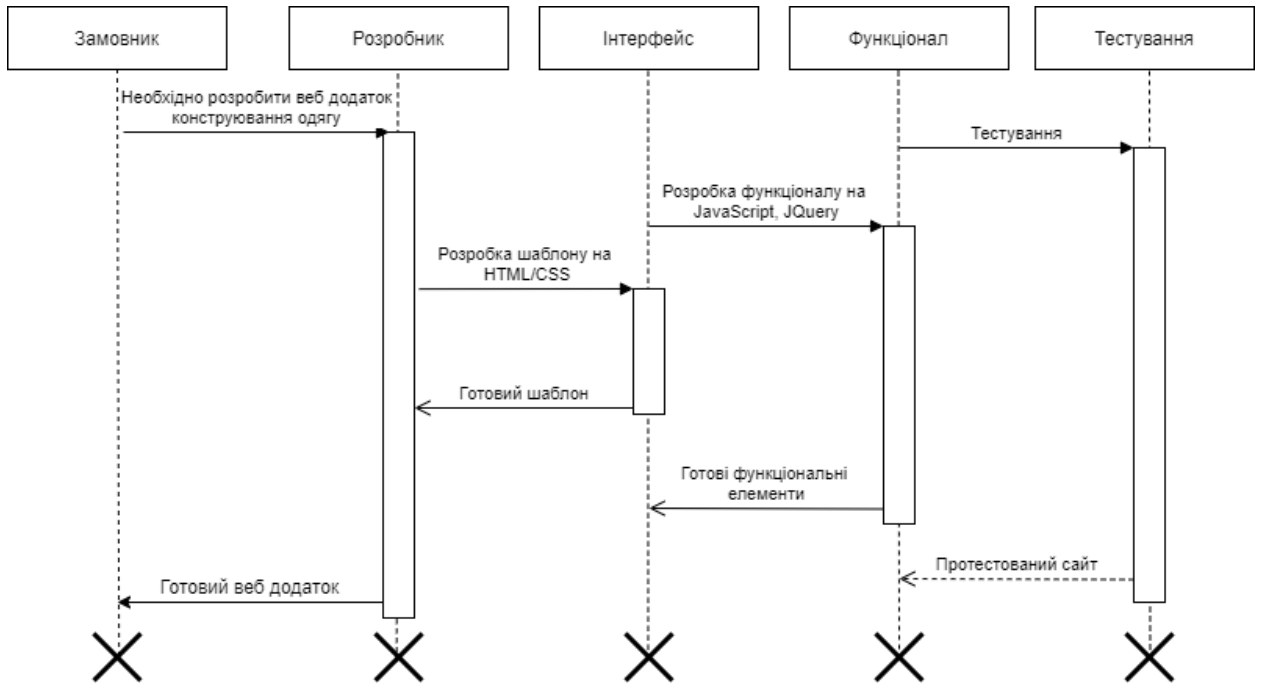 Замовник
Розробник
Інтерфейс
Функціонал
Тестування
Необхідно розробити веб додаток
конструювання одягу
Тестування
Розробка функціоналу на
JavaScript, JQuery
Розробка шаблону на
HTML/CSS
Готовий шаблон
Готові функціональні
елементи
Протестований сайт
Готовий веб додаток